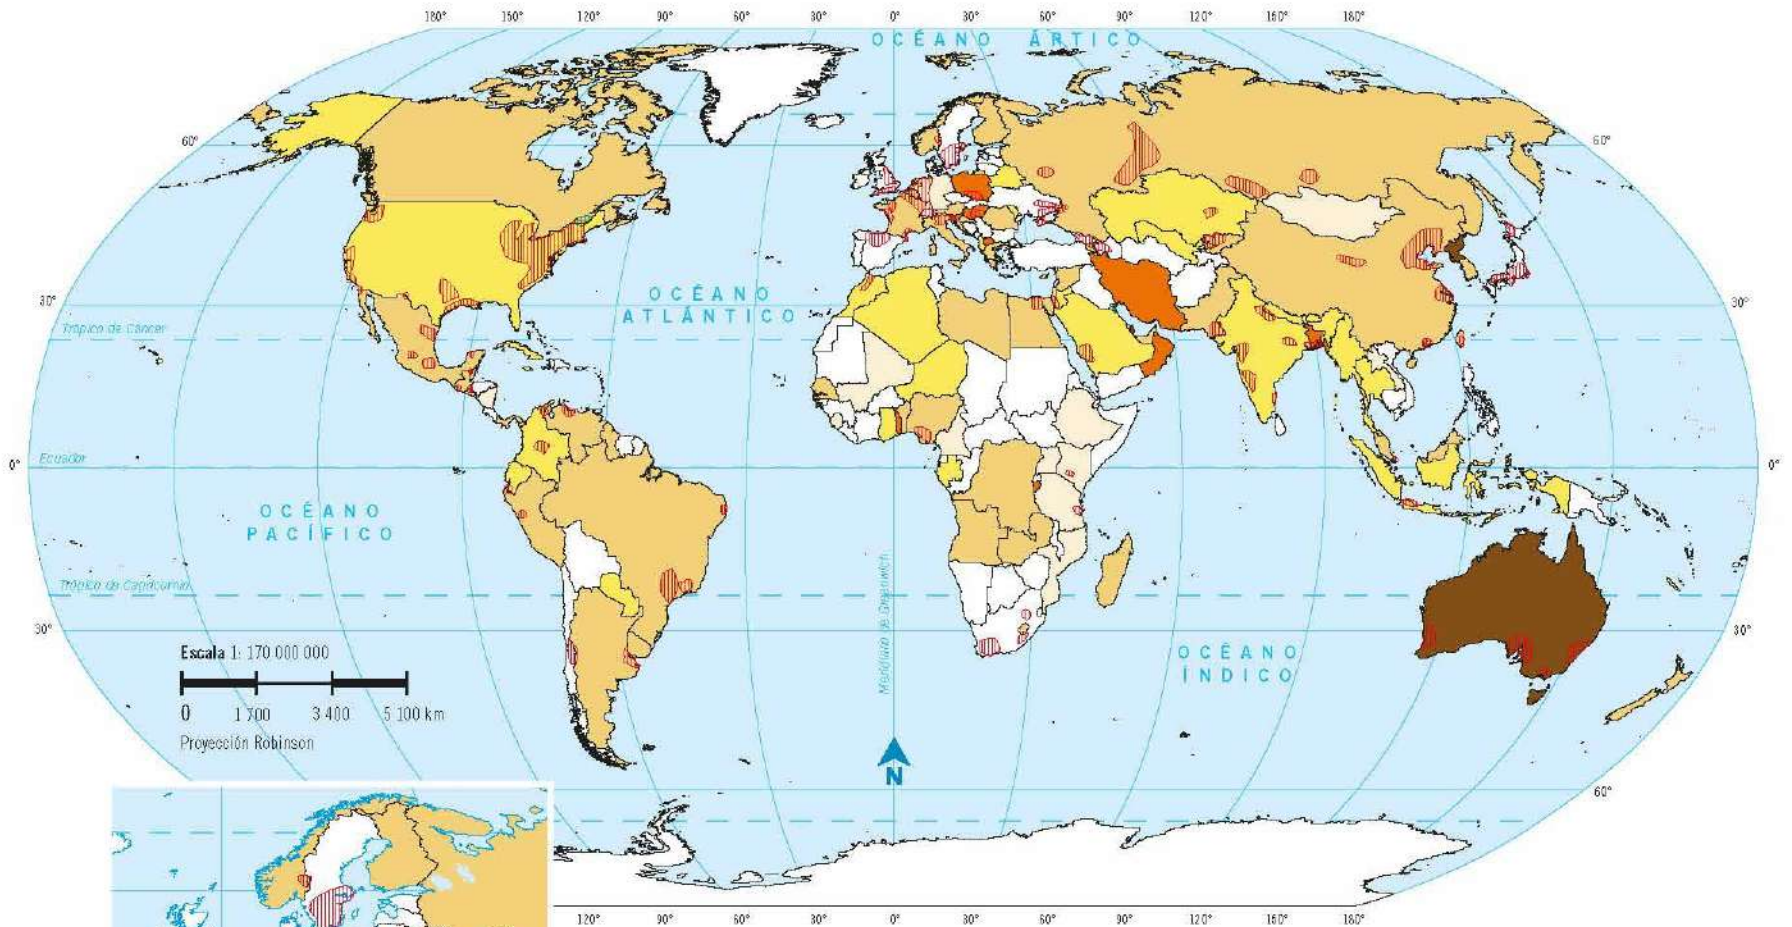 180° 150° 120° 90° 60° 30° 0° 30° 60° 90° 120° 150° 180°
OCÉANO ÁRTICO
60° 60°
OCÉANO
ATLÁNTICO
30° 30°
Trópico de Cáncer
0° Ecuador 0°
OCÉANO
PACÍFICO
Trópico de Capricornio
Meridiano de Greenwich
30° 30°
OCÉANO
ÍNDICO
Escala 1: 170 000 000
0 1 700 3 400 5 100 km
Proyección Robinson
N
60°
120° 90° 60° 30° 0° 30° 60° 90° 120° 150° 180°